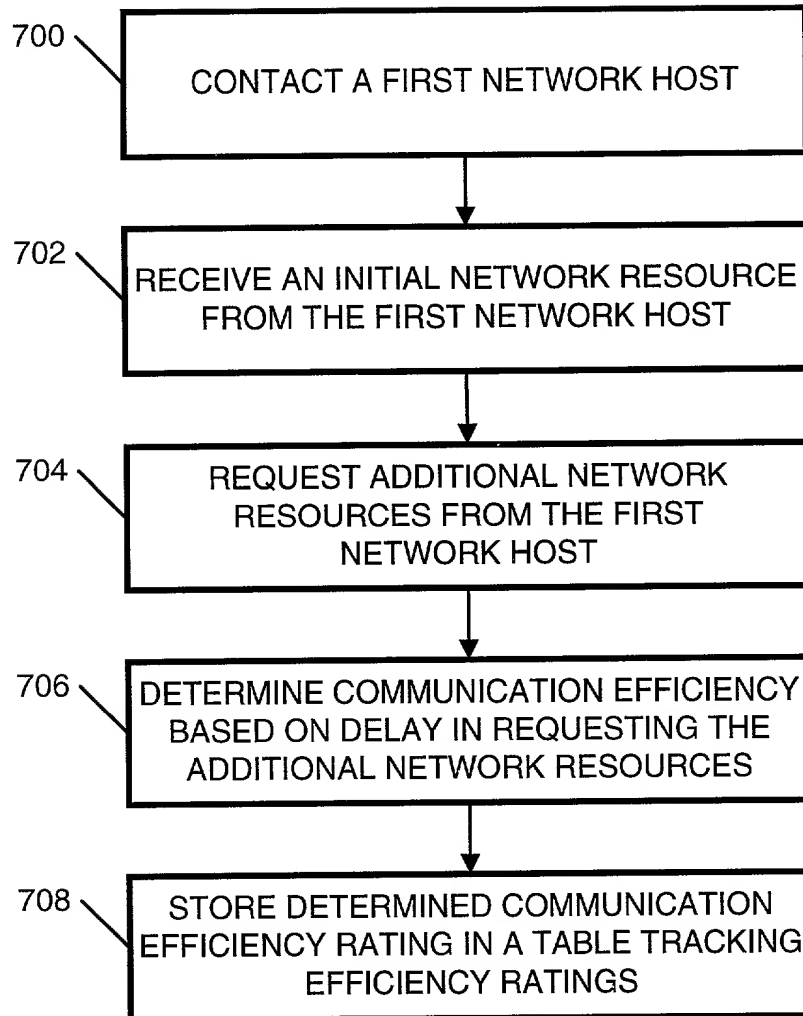 700
CONTACT A FIRST NETWORK HOST
702
RECEIVE AN INITIAL NETWORK RESOURCE
FROM THE FIRST NETWORK HOST
704
REQUEST ADDITIONAL NETWORK
RESOURCES FROM THE FIRST
NETWORK HOST
706
DETERMINE COMMUNICATION EFFICIENCY
BASED ON DELAY IN REQUESTING THE
ADDITIONAL NETWORK RESOURCES
708
STORE DETERMINED COMMUNICATION
EFFICIENCY RATING IN A TABLE TRACKING
EFFICIENCY RATINGS